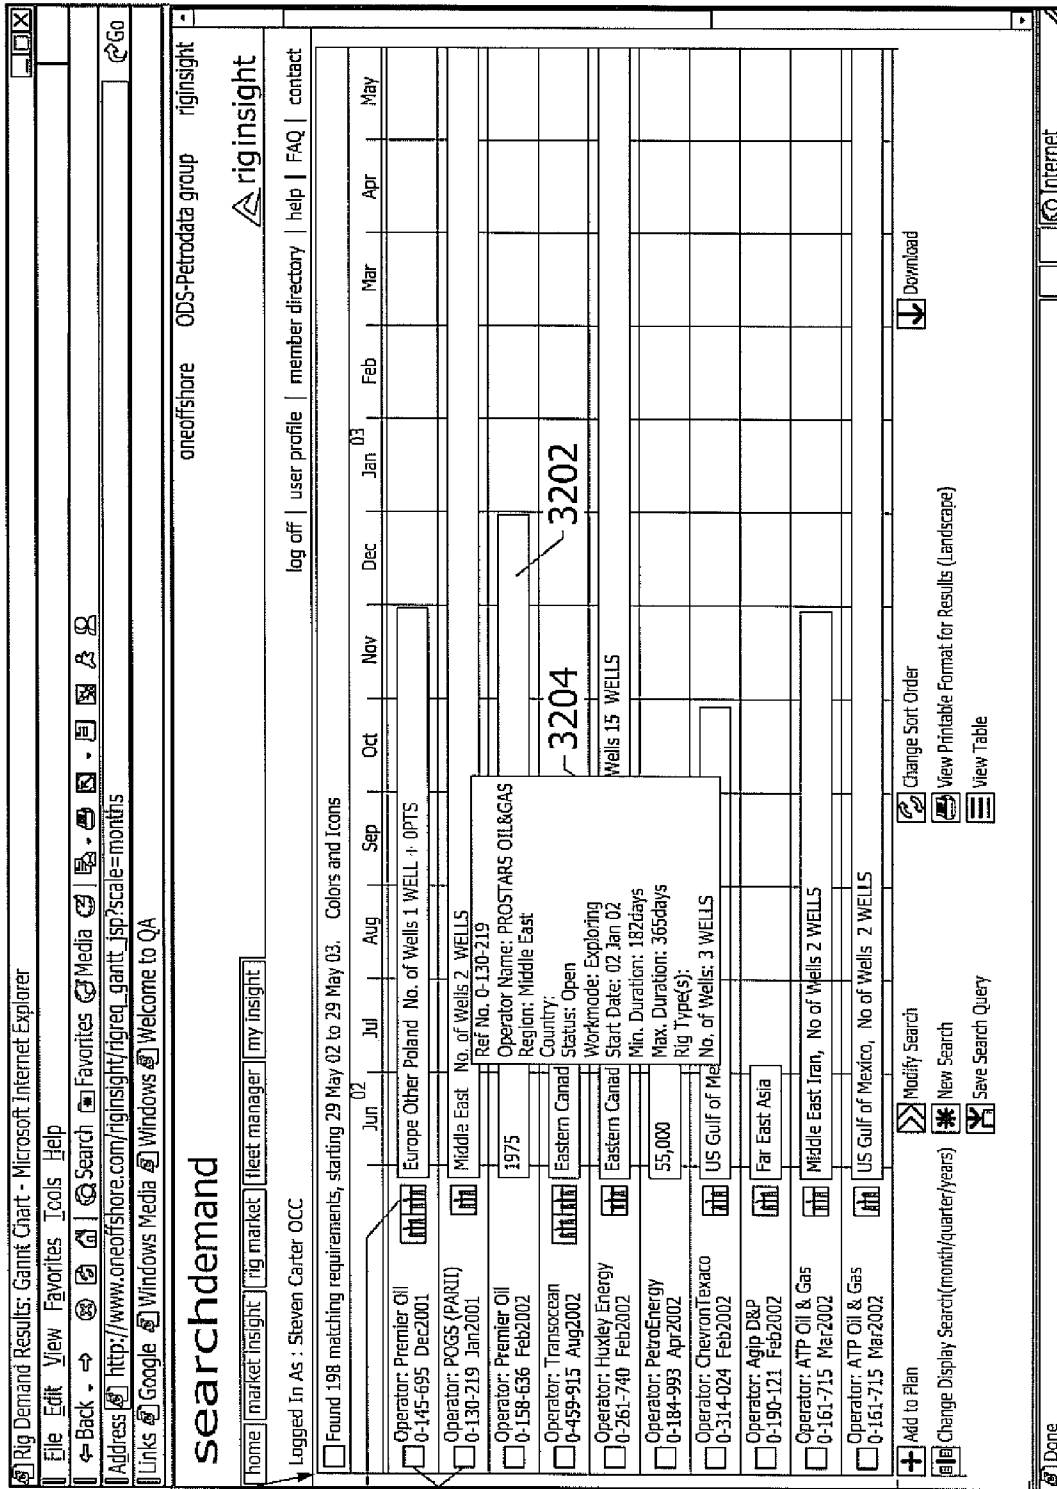 Rig Demand Results: Gannt Chart - Microsoft Internet Explorer
File Edit View Favorites Tools Help
Back Search Favorites Media
Address http://www.oneoffshore.com/riginsight/rigreq_gantt_jsp?scale=months Go
Links Google Windows Media Windows Welcome to QA
oneoffshore ODS-Petrodata group riginsight
searchdemand
riginsight
home market insight rig market fleet manager my insight
log off | user profile | member directory | help | FAQ | contact
Logged In As : Steven Carter OCC
Found 198 matching requirements, starting 29 May 02 to 29 May 03. Colors and Icons
Jun 02 Jul Aug Sep Oct Nov Dec Jan 03 Feb Mar Apr May
Operator: Premier Oil
0-145-695 Dec2001
Europe Other Poland No. of Wells 1 WELL + OPTS
Operator: POGS (PARII)
0-130-219 Jan2001
Middle East No. of Wells 2 WELLS
Operator: Premier Oil
0-158-636 Feb2002
1975
3202
Operator: Transocean
0-459-915 Aug2002
Eastern Canad
3204
Operator: Huxley Energy
0-261-740 Feb2002
Eastern Canad
Wells 15 WELLS
Operator: PetroEnergy
0-184-993 Apr2002
55,000
Operator: ChevronTexaco
0-314-024 Feb2002
US Gulf of Me
Operator: Agip D&P
0-190-121 Feb2002
Far East Asia
Operator: ATP Oil & Gas
0-161-715 Mar2002
Middle East Iran, No of Wells 2 WELLS
Operator: ATP Oil & Gas
0-161-715 Mar2002
US Gulf of Mexico, No of Wells 2 WELLS
Ref No. 0-130-219
Operator Name: PROSTARS OIL&GAS
Region: Middle East
Country:
Status: Open
Workmode: Exploring
Start Date: 02 Jan 02
Min. Duration: 182days
Max. Duration: 365days
Rig Type(s):
No. of Wells: 3 WELLS
Add to Plan Modify Search Change Sort Order Download
Change Display Search(month/quarter/years) New Search View Printable Format for Results (Landscape)
Save Search Query View Table
Done Internet